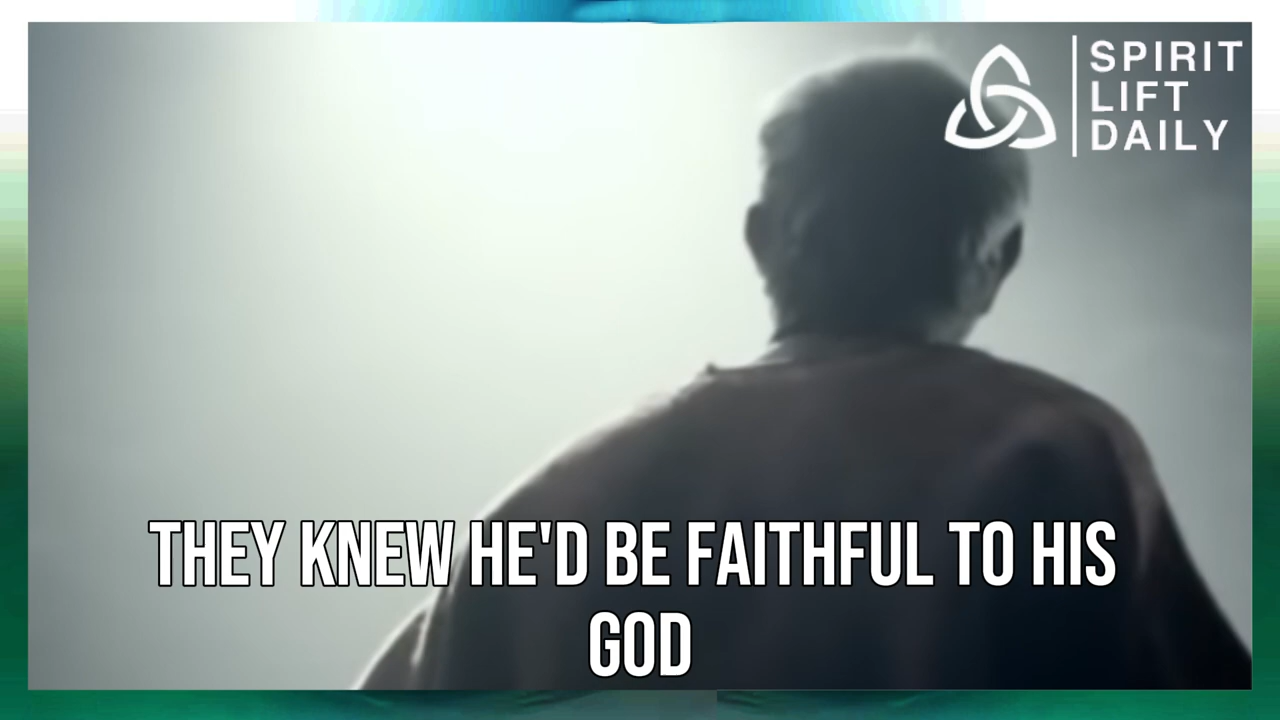 SPIRIT
LIFT
DAILY
THEY KNEW HE'D BE FAITHFUL TO HIS
GOD